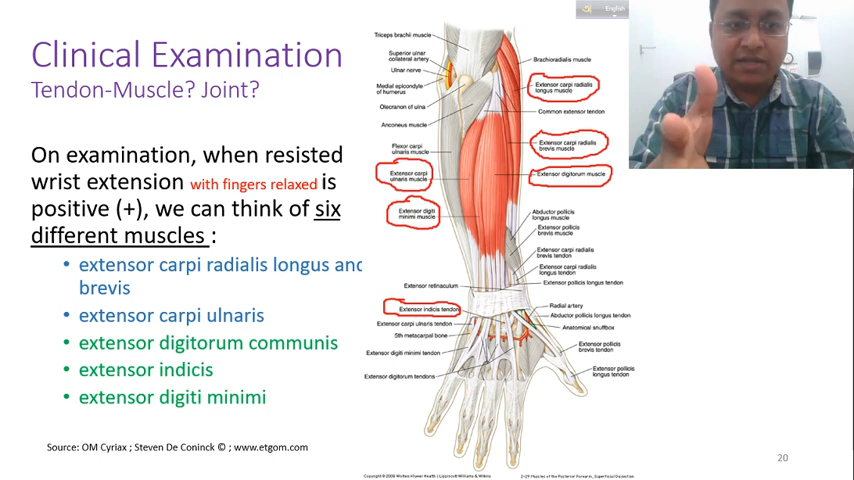 English
Clinical Examination
Tendon-Muscle? Joint?
On examination, when resisted
wrist extension with fingers relaxed is
positive (+), we can think of six
different muscles :
• extensor carpi radialis longus and
brevis
• extensor carpi ulnaris
• extensor digitorum communis
• extensor indicis
• extensor digiti minimi
Source: OM Cyriax ; Steven De Coninck © ; www.etgom.com
Triceps brachii muscle
Superior ulnar
collateral artery
Ulnar nerve
Medial epicondyle
of humerus
Olecranon of ulna
Anconeus muscle
Flexor carpi
ulnaris muscle
Extensor carpi
ulnaris muscle
Extensor digiti
minimi muscle
Extensor retinaculum
Extensor indicis tendon
Extensor carpi ulnaris tendon
5th metacarpal bone
Extensor digiti minimi tendon
Extensor digitorum tendons
Brachioradialis muscle
Extensor carpi radialis
longus muscle
Common extensor tendon
Extensor carpi radialis
brevis muscle
Extensor digitorum muscle
Abductor pollicis
longus muscle
Extensor pollicis
brevis muscle
Extensor carpi radialis
brevis tendon
Extensor carpi radialis
longus tendon
Extensor pollicis longus tendon
Radial artery
Abductor pollicis longus tendon
Anatomical snuffbox
Extensor pollicis
brevis tendon
Extensor pollicis
longus tendon
20